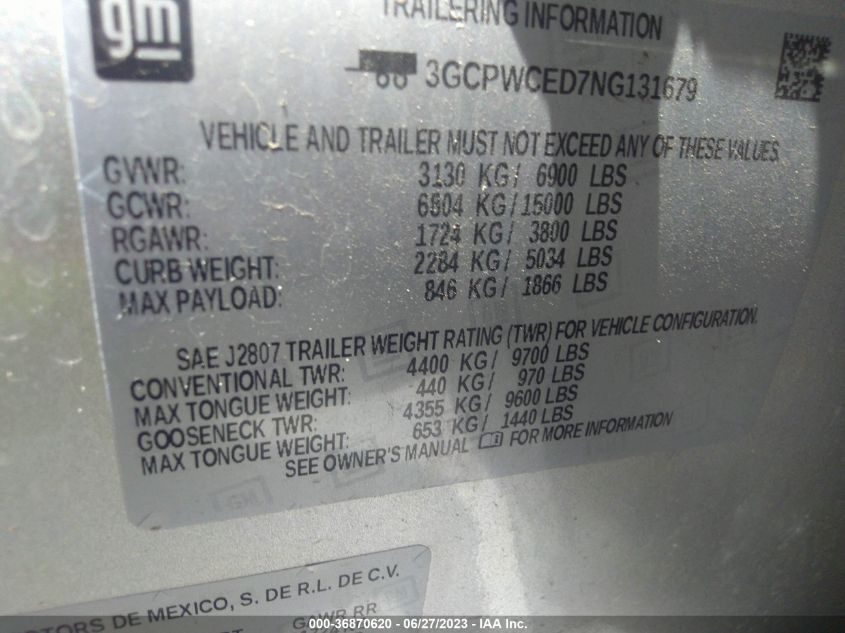 gm
TRAILERING INFORMATION
3GCPWCED7NG131679
VEHICLE AND TRAILER MUST NOT EXCEED ANY OF THESE VALUES.
GVWR: 3130 KG/ 6900 LBS
GCWR: 6804 KG/15000 LBS
RGAWR: 1724 KG/ 3800 LBS
CURB WEIGHT: 2284 KG/ 5034 LBS
MAX PAYLOAD: 846 KG/ 1866 LBS
SAE J2807 TRAILER WEIGHT RATING (TWR) FOR VEHICLE CONFIGURATION.
CONVENTIONAL TWR: 4400 KG/ 9700 LBS
MAX TONGUE WEIGHT: 440 KG/ 970 LBS
GOOSENECK TWR: 4355 KG/ 9600 LBS
MAX TONGUE WEIGHT: 653 KG/ 1440 LBS
SEE OWNER'S MANUAL FOR MORE INFORMATION
GM
TORS DE MEXICO, S. DE R.L. DE C.V.
GAWR RR
000-36870620 - 06/27/2023 - IAA Inc.